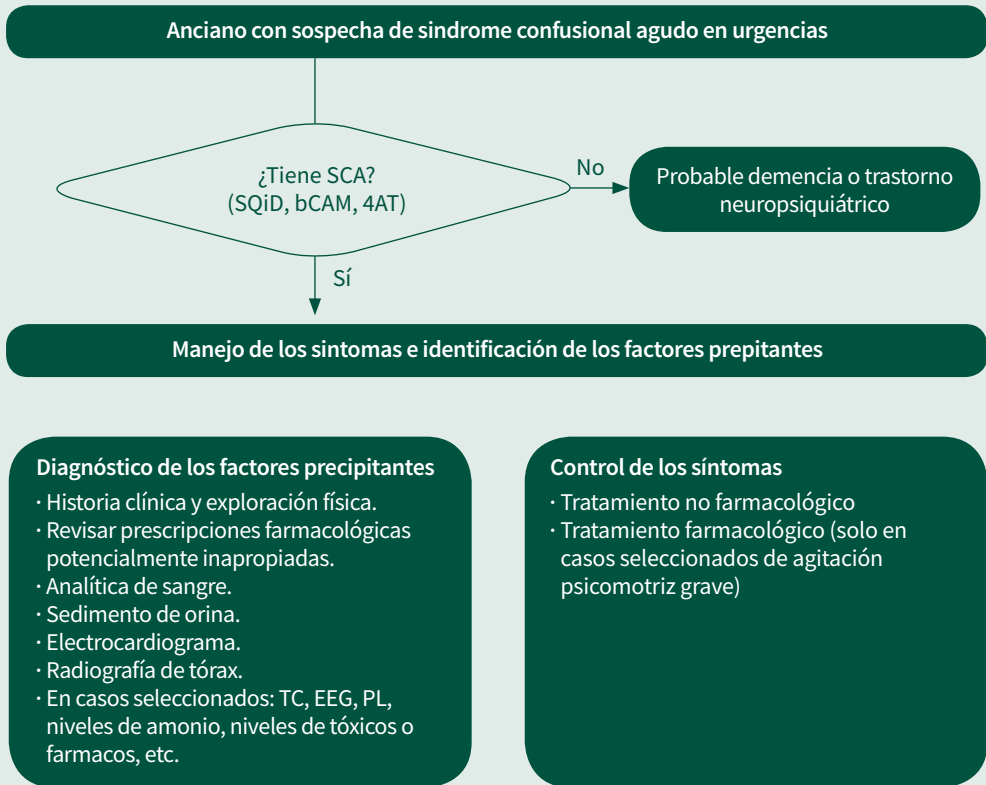 Anciano con sospecha de sindrome confusional agudo en urgencias
¿Tiene SCA?
(SQiD, bCAM, 4AT)
No
Probable demencia o trastorno
neuropsiquiátrico
Sí
Manejo de los sintomas e identificación de los factores prepitantes
Diagnóstico de los factores precipitantes
· Historia clínica y exploración física.
· Revisar prescripciones farmacológicas
potencialmente inapropiadas.
· Analítica de sangre.
· Sedimento de orina.
· Electrocardiograma.
· Radiografía de tórax.
· En casos seleccionados: TC, EEG, PL,
niveles de amonio, niveles de tóxicos o
farmacos, etc.
Control de los síntomas
· Tratamiento no farmacológico
· Tratamiento farmacológico (solo en
casos seleccionados de agitación
psicomotriz grave)